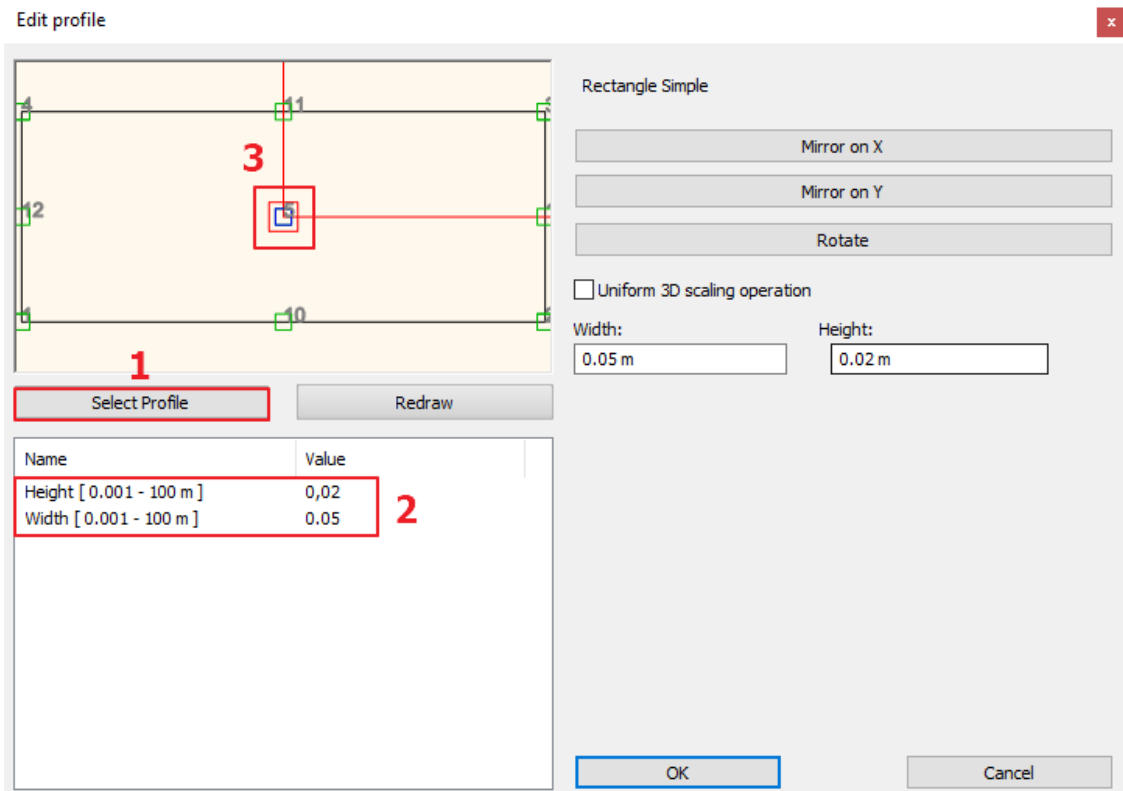 Edit profile
x
4
11
3
Rectangle Simple
Mirror on X
3
12
5
Mirror on Y
Rotate
Uniform 3D scaling operation
10
Width:
Height:
0.05 m
0.02 m
1
Select Profile
Redraw
Name
Value
Height [ 0.001 - 100 m ]
0,02
Width [ 0.001 - 100 m ]
0.05
2
OK
Cancel